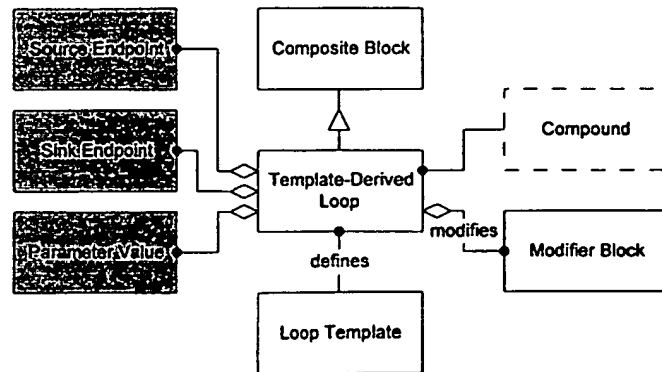 Source Endpoint
Composite Block
Sink Endpoint
Compound
Template-Derived
Loop
Parameter Value
modifies
Modifier Block
defines
Loop Template